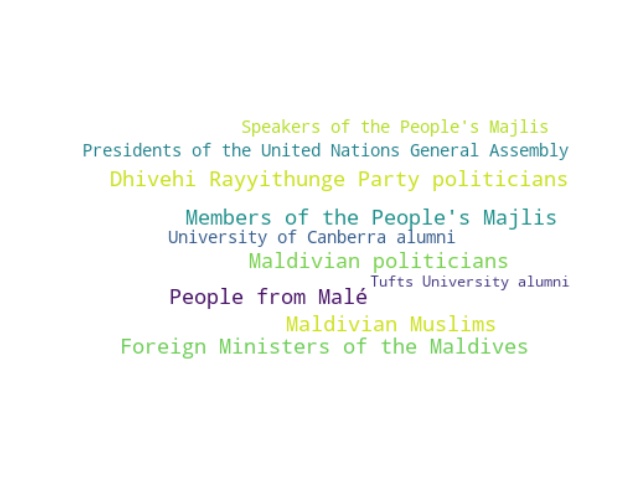 Speakers of the People's Majlis
Presidents of the United Nations General Assembly
Dhivehi Rayyithunge Party politicians
Members of the People's Majlis
University of Canberra alumni
Maldivian politicians
Tufts University alumni
People from Malé
Maldivian Muslims
Foreign Ministers of the Maldives